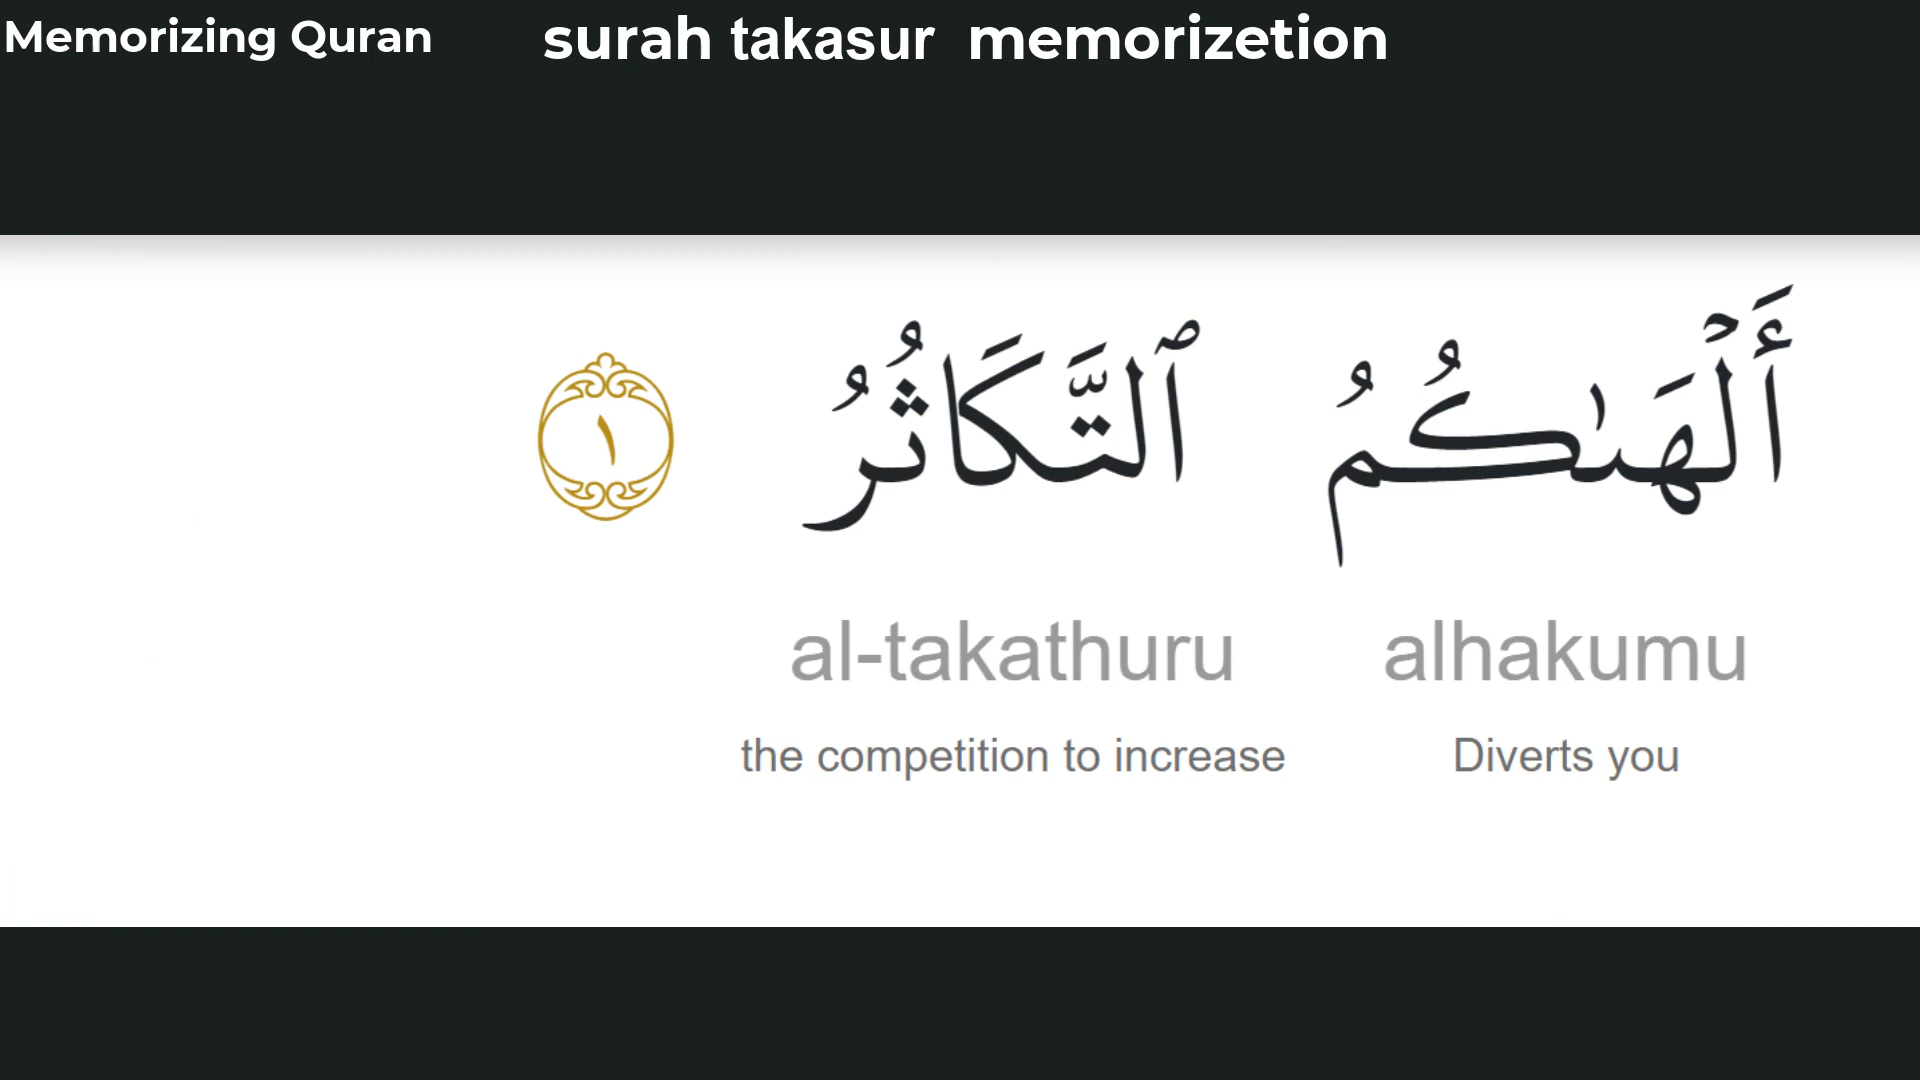 Memorizing Quran
surah takasur memorizetion
أَلْهَىٰكُمُ ٱلتَّكَاثُرُ ١
alhakumu al-takathuru
Diverts you the competition to increase